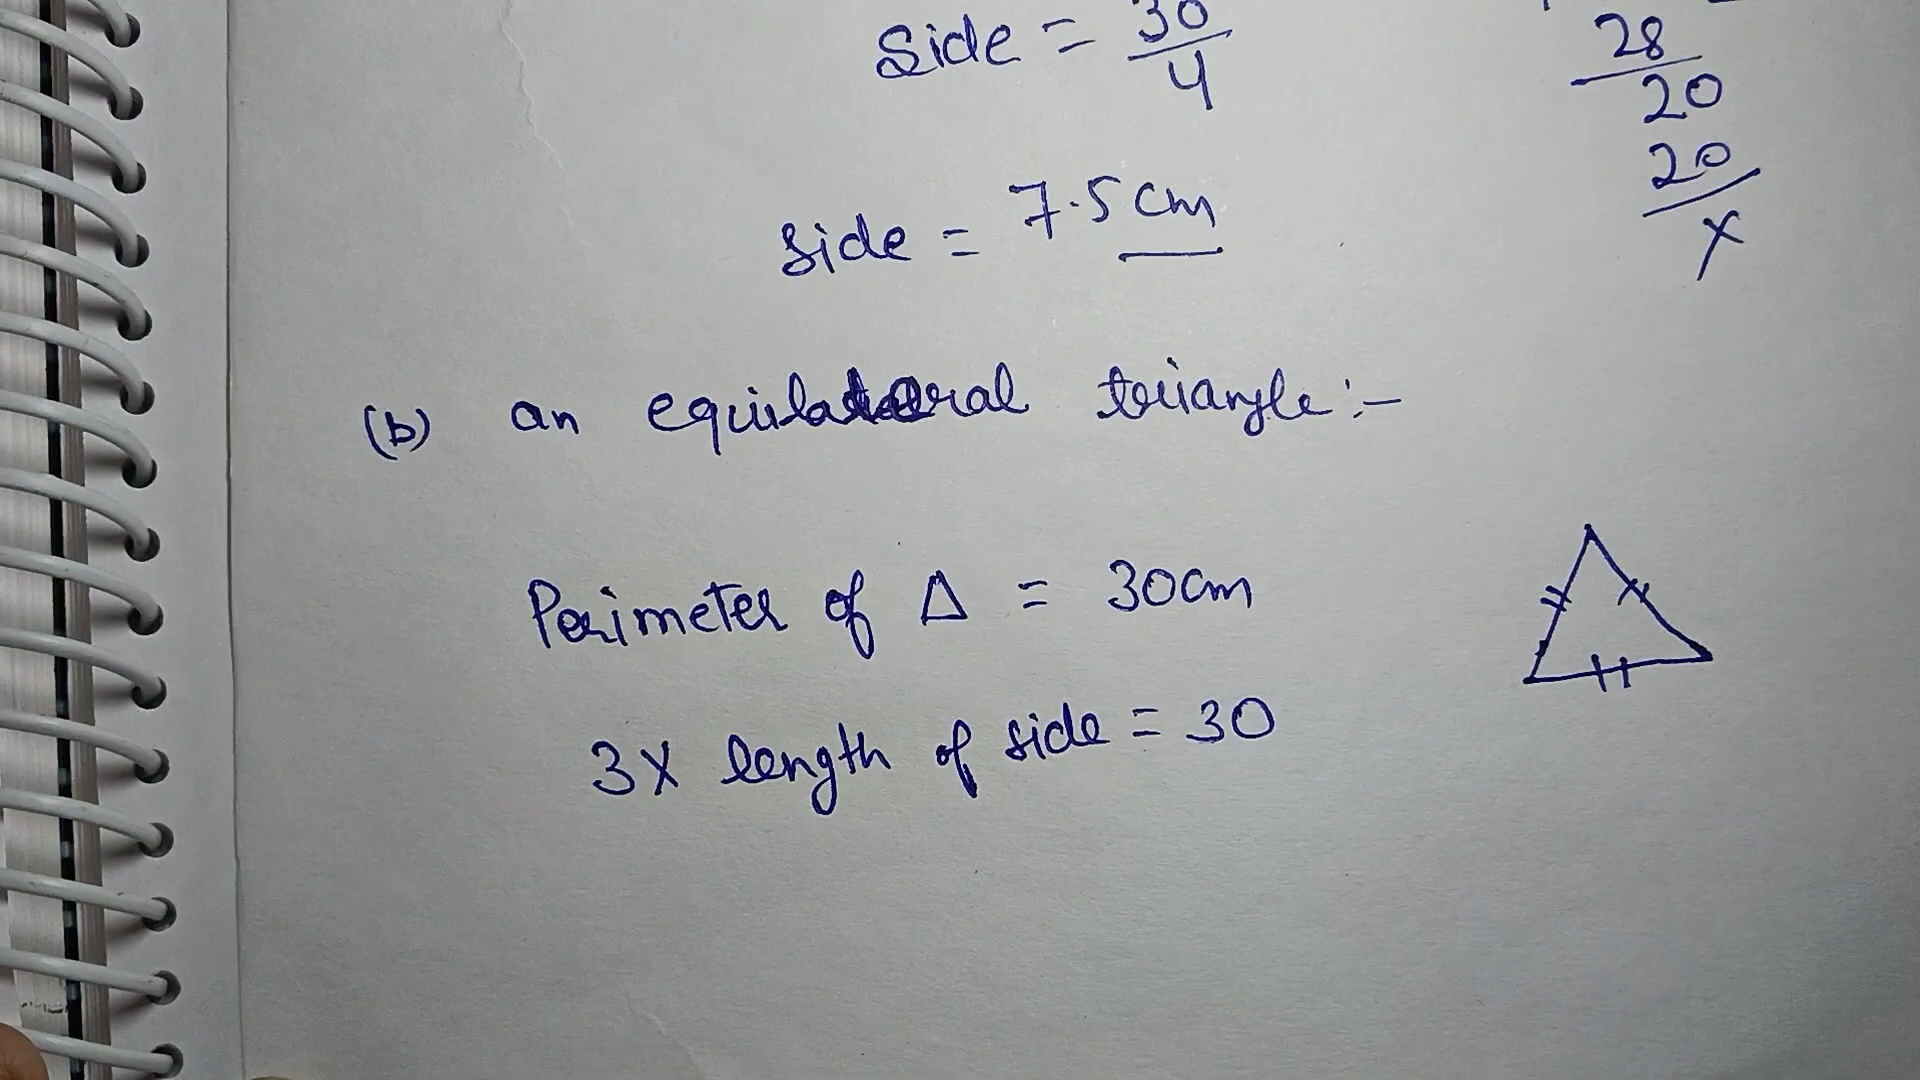 Side = 30/4
28
20
20
x
side = 7.5 cm
(b) an equilateral triangle :-
Perimeter of Δ = 30cm
3 x length of side = 30